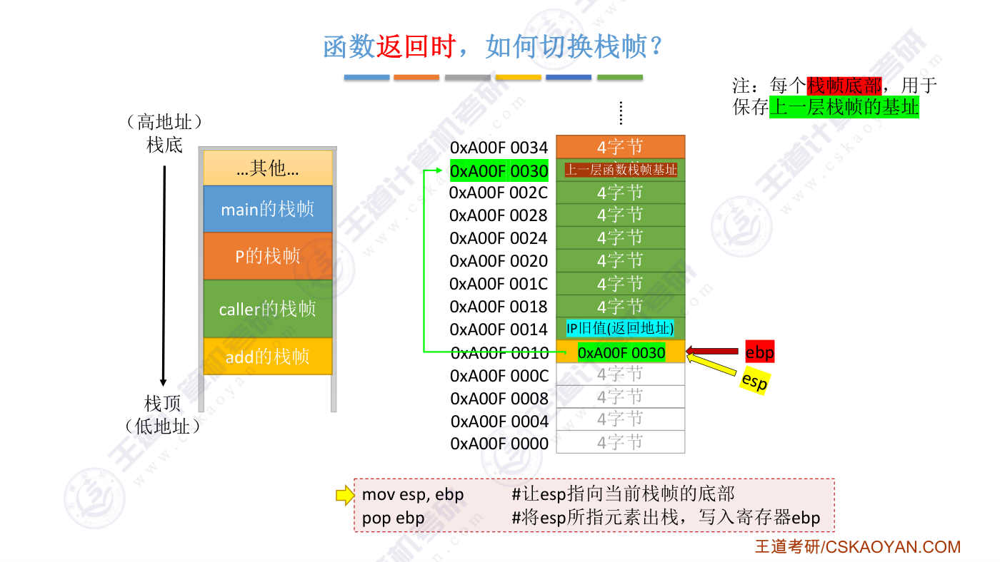 函数返回时，如何切换栈帧？
注：每个栈帧底部，用于
保存上一层栈帧的基址
（高地址）
栈底
...其他...
main的栈帧
P的栈帧
caller的栈帧
add的栈帧
栈顶
（低地址）
0xA00F 0034 4字节
0xA00F 0030 上一层函数栈帧基址
0xA00F 002C 4字节
0xA00F 0028 4字节
0xA00F 0024 4字节
0xA00F 0020 4字节
0xA00F 001C 4字节
0xA00F 0018 4字节
0xA00F 0014 IP旧值(返回地址)
0xA00F 0010 0xA00F 0030 ebp
esp
0xA00F 000C 4字节
0xA00F 0008 4字节
0xA00F 0004 4字节
0xA00F 0000 4字节
mov esp, ebp #让esp指向当前栈帧的底部
pop ebp #将esp所指元素出栈，写入寄存器ebp
王道考研/CSKAOYAN.COM
王道计算机考研
www.cskaoyan.com